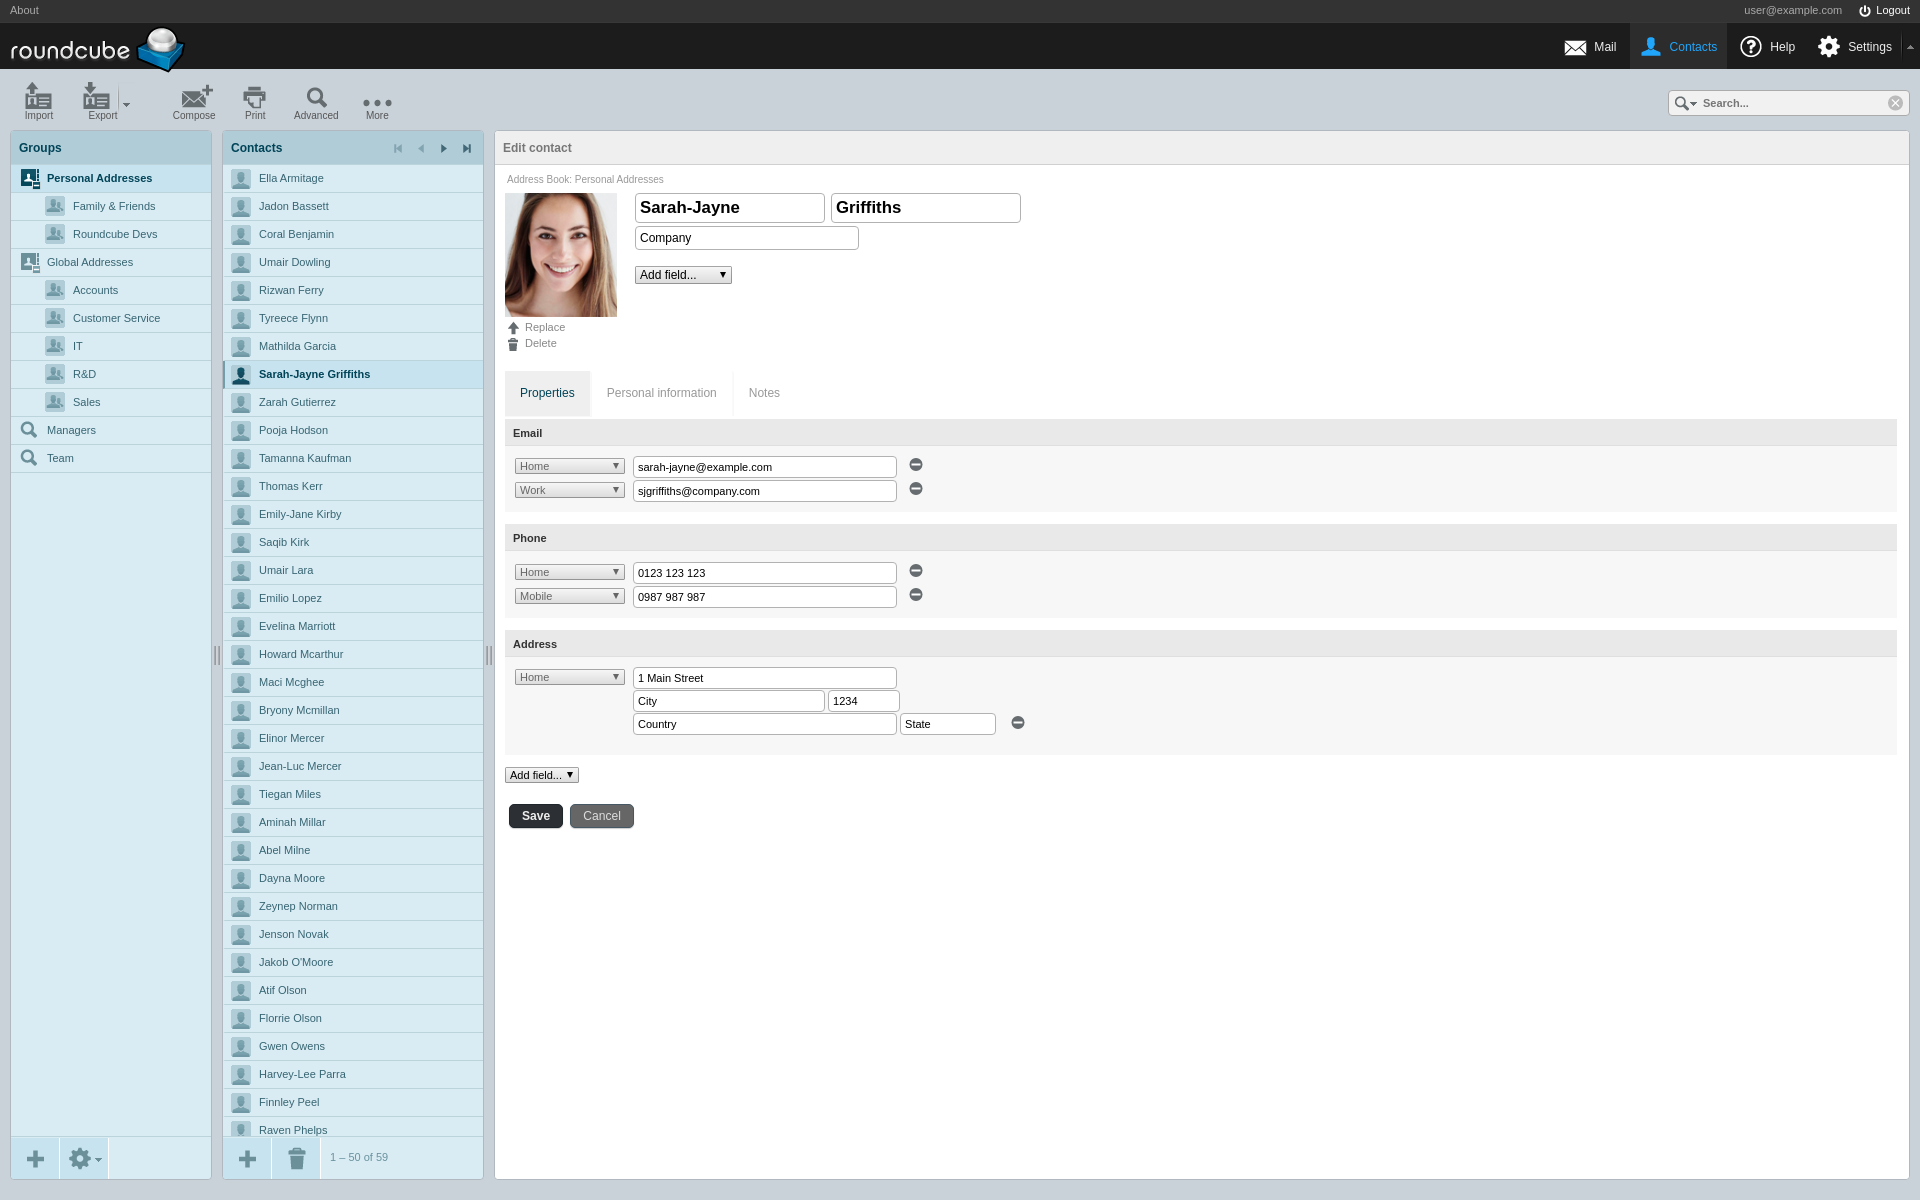 About
user@example.com
Logout
roundcube
Mail
Contacts
Help
Settings
Import
Export
Compose
Print
Advanced
More
Search...
Groups
Personal Addresses
Family & Friends
Roundcube Devs
Global Addresses
Accounts
Customer Service
IT
R&D
Sales
Managers
Team
Contacts
Ella Armitage
Jadon Bassett
Coral Benjamin
Umair Dowling
Rizwan Ferry
Tyreece Flynn
Mathilda Garcia
Sarah-Jayne Griffiths
Zarah Gutierrez
Pooja Hodson
Tamanna Kaufman
Thomas Kerr
Emily-Jane Kirby
Saqib Kirk
Umair Lara
Emilio Lopez
Evelina Marriott
Howard Mcarthur
Maci Mcghee
Bryony Mcmillan
Elinor Mercer
Jean-Luc Mercer
Tiegan Miles
Aminah Millar
Abel Milne
Dayna Moore
Zeynep Norman
Jenson Novak
Jakob O'Moore
Atif Olson
Florrie Olson
Gwen Owens
Harvey-Lee Parra
Finnley Peel
Raven Phelps
1 – 50 of 59
Edit contact
Address Book: Personal Addresses
Sarah-Jayne Griffiths
Company
Add field...
Replace
Delete
Properties
Personal information
Notes
Email
Home sarah-jayne@example.com
Work sjgriffiths@company.com
Phone
Home 0123 123 123
Mobile 0987 987 987
Address
Home 1 Main Street
City 1234
Country State
Add field...
Save
Cancel